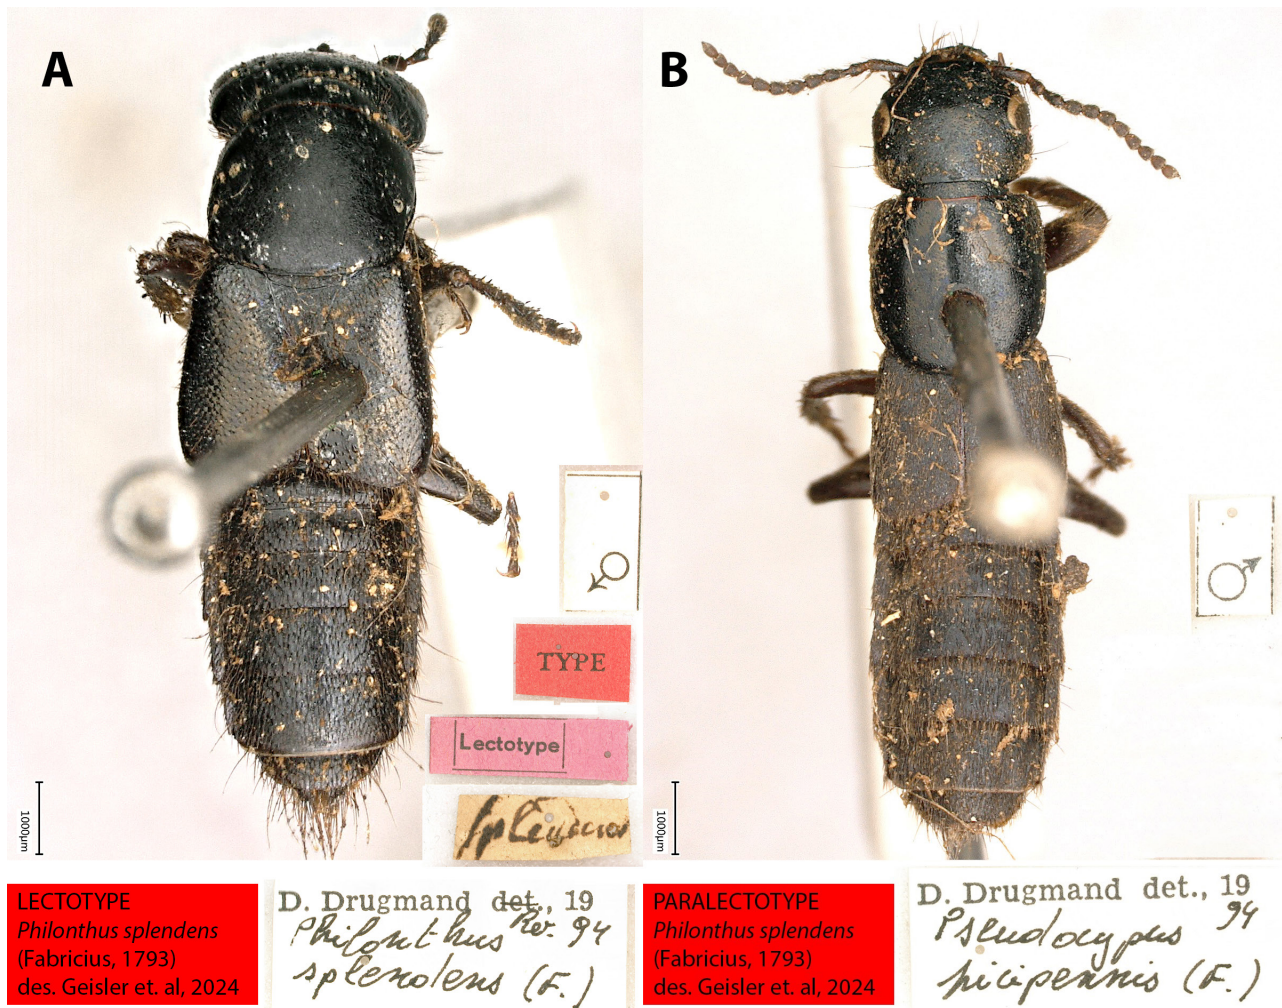 A
TYPE
Lectotype
splendens
1000µm
LECTOTYPE
Philonthus splendens
(Fabricius, 1793)
des. Geisler et. al, 2024
D. Drugmand det., 19
Philonthus Rev. 94
splendens (F.)
B
1000µm
PARALECTOTYPE
Philonthus splendens
(Fabricius, 1793)
des. Geisler et. al, 2024
D. Drugmand det., 19
Pseudocypus 94
picipennis (F.)